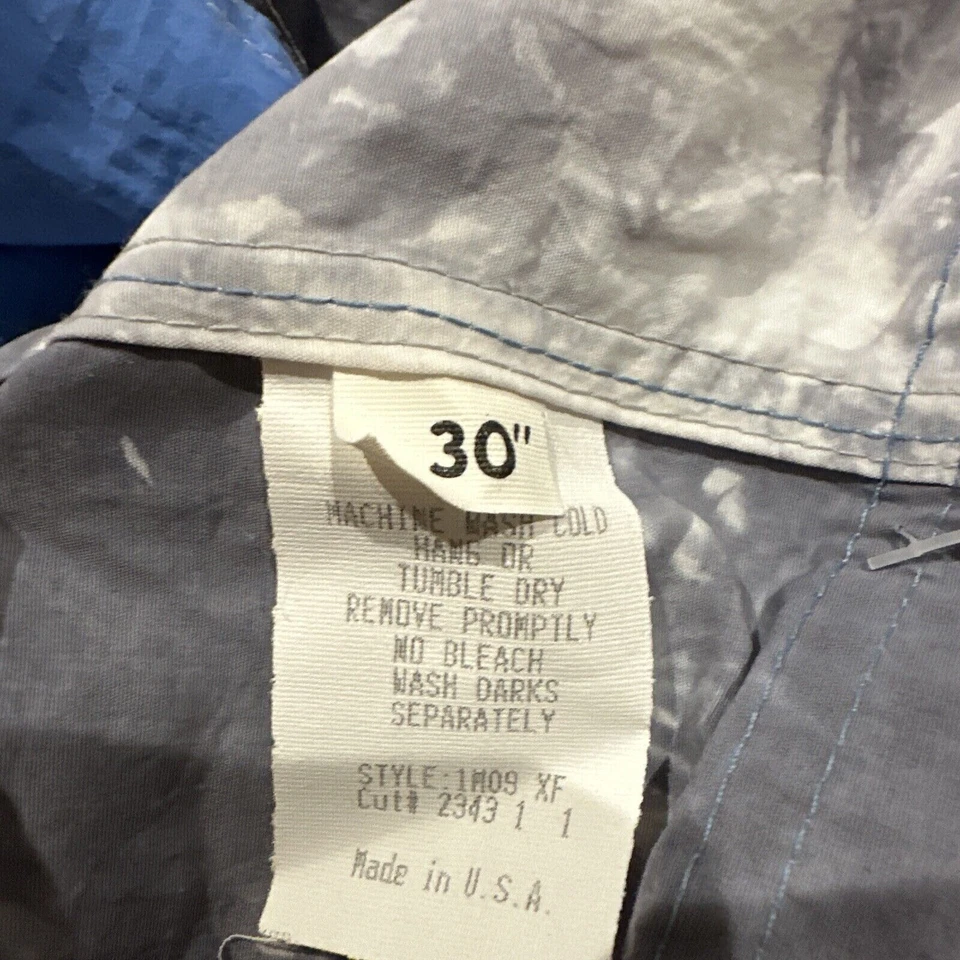 30"
MACHINE WASH COLD
HANG OR
TUMBLE DRY
REMOVE PROMPTLY
NO BLEACH
WASH DARKS
SEPARATELY
STYLE:1M09 XF
Cut# 2343 1 1
Made in U.S.A.